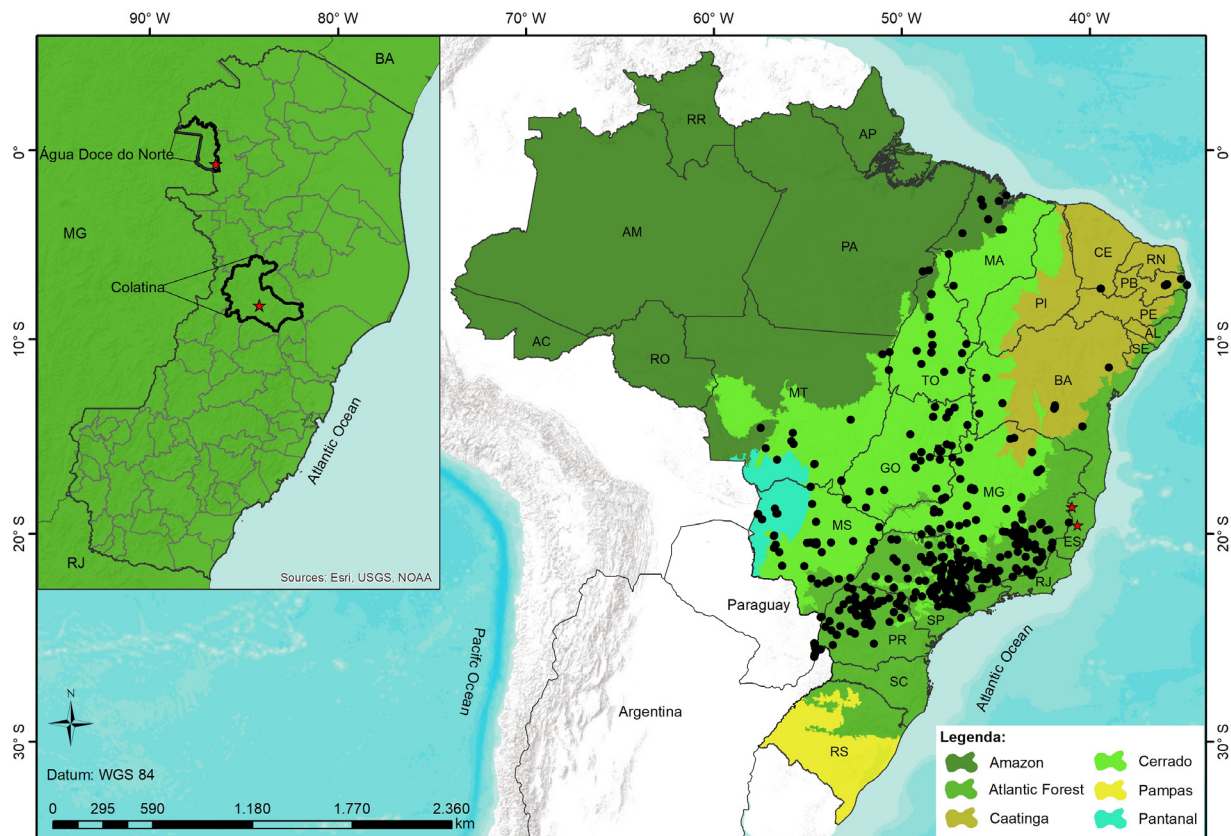 90° W
80° W
70° W
60° W
50° W
40° W
BA
Água Doce do Norte
MG
Colatina
Atlantic Ocean
RJ
Sources: Esri, USGS, NOAA
0°
10° S
20° S
30° S
0°
10° S
20° S
30° S
RR
AP
AM
PA
MA
CE
RN
PB
PI
PE
AL
SE
AC
RO
TO
BA
MT
GO
MG
MS
ES
RJ
SP
PR
SC
RS
Paraguay
Argentina
Pacifc Ocean
Atlantic Ocean
N
Datum: WGS 84
0 295 590 1.180 1.770 2.360
km
Legenda:
Amazon
Atlantic Forest
Caatinga
Cerrado
Pampas
Pantanal